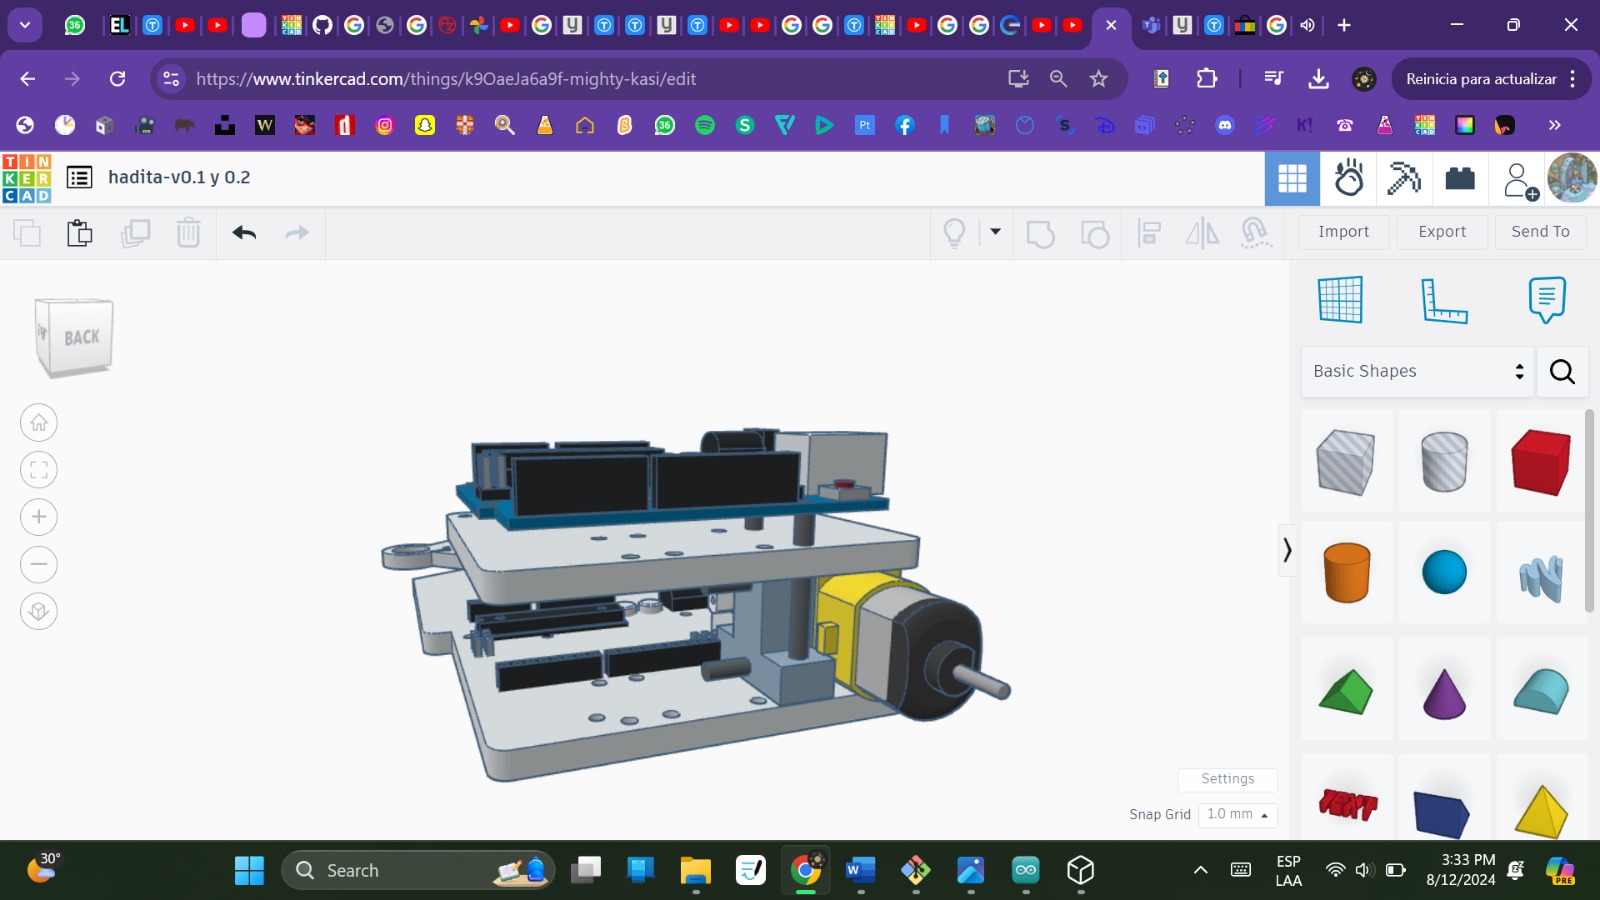 https://www.tinkercad.com/things/k9OaeJa6a9f-mighty-kasi/edit
Reinicia para actualizar
TIN
KER
CAD
hadita-v0.1 y 0.2
Import
Export
Send To
BACK
Basic Shapes
TEXT
Settings
Snap Grid
1.0 mm
30°
Search
ESP
LAA
3:33 PM
8/12/2024
PRE